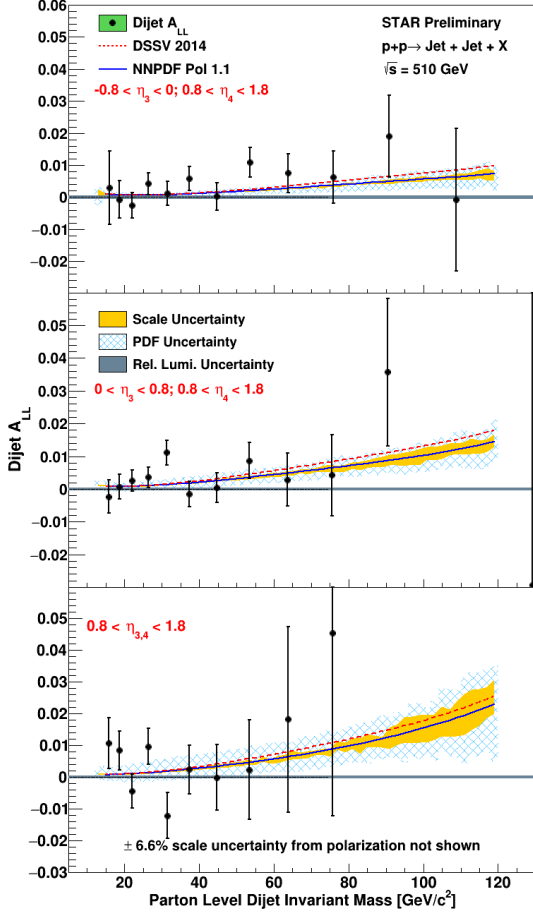 0.06
0.05
0.04
0.03
0.02
0.01
0
−0.01
−0.02
Dijet A_LL
DSSV 2014
NNPDF Pol 1.1
-0.8 < η_3 < 0; 0.8 < η_4 < 1.8
STAR Preliminary
p+p→ Jet + Jet + X
√s = 510 GeV
0.05
0.04
0.03
0.02
0.01
0
−0.01
−0.02
Scale Uncertainty
PDF Uncertainty
Rel. Lumi. Uncertainty
0 < η_3 < 0.8; 0.8 < η_4 < 1.8
Dijet A_LL
0.05
0.04
0.03
0.02
0.01
0
−0.01
−0.02
−0.03
0.8 < η_3,4 < 1.8
± 6.6% scale uncertainty from polarization not shown
20 40 60 80 100 120
Parton Level Dijet Invariant Mass [GeV/c²]